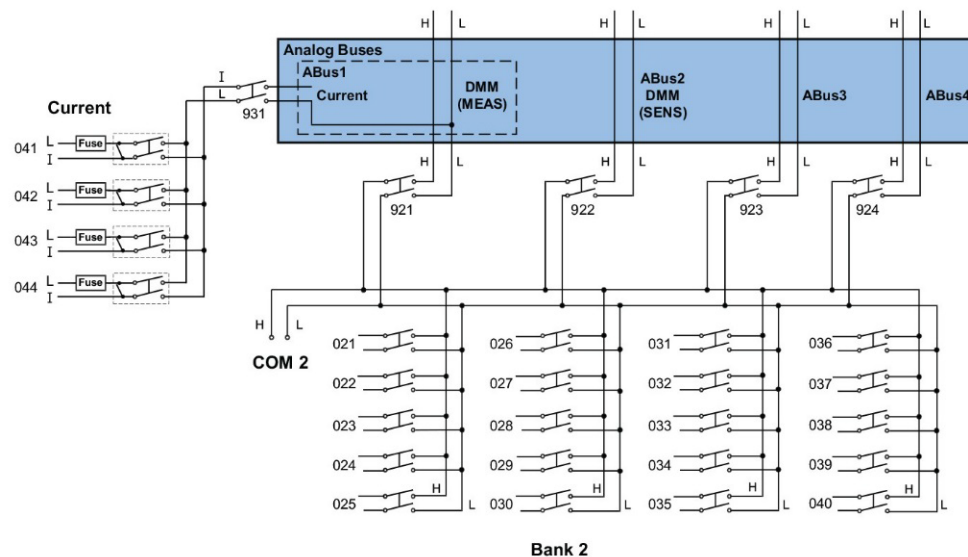 H L H L H L H L
Analog Buses
ABus1
Current
DMM
(MEAS)
ABus2
DMM
(SENS)
ABus3
ABus4
I
L
931
Current
041 L Fuse
I
042 L Fuse
I
043 L Fuse
I
044 L Fuse
I
H L H L H L H L
921 922 923 924
H L
COM 2
021 026 031 036
022 027 032 037
023 028 033 038
024 029 034 039
H H H H
025 L 030 L 035 L 040 L
Bank 2